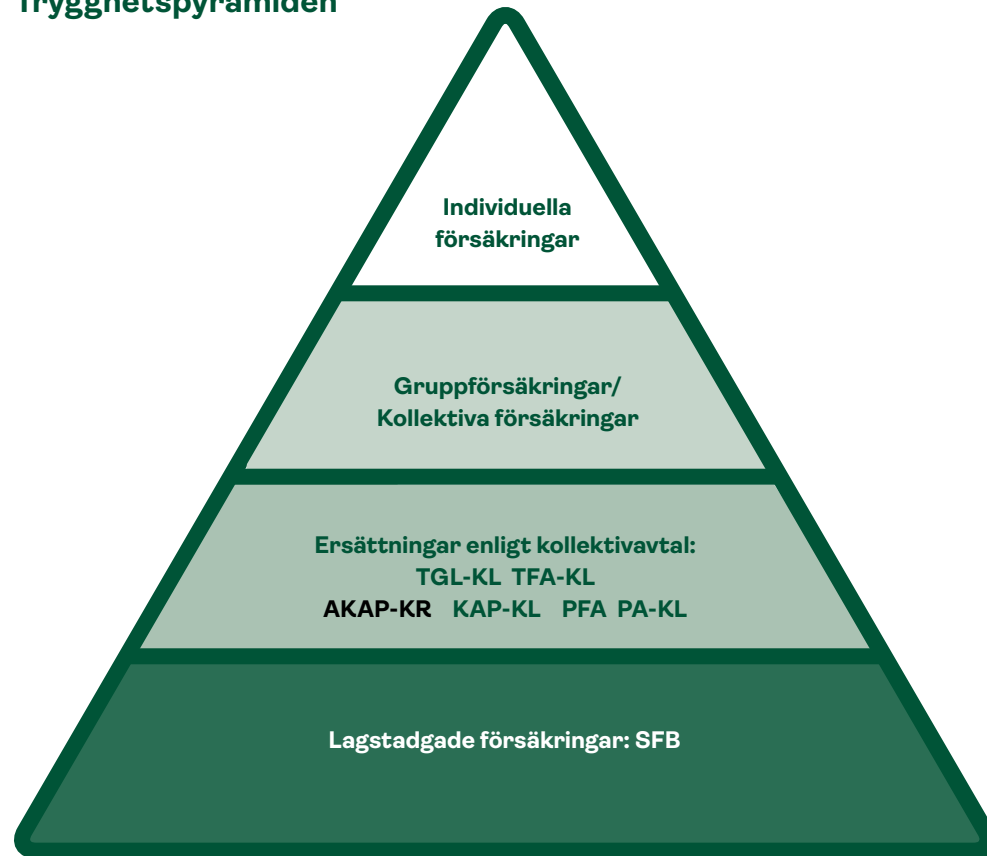 Trygghetspyramiden
Individuella
försäkringar
Gruppförsäkringar/
Kollektiva försäkringar
Ersättningar enligt kollektivavtal:
TGL-KL TFA-KL
AKAP-KR KAP-KL PFA PA-KL
Lagstadgade försäkringar: SFB